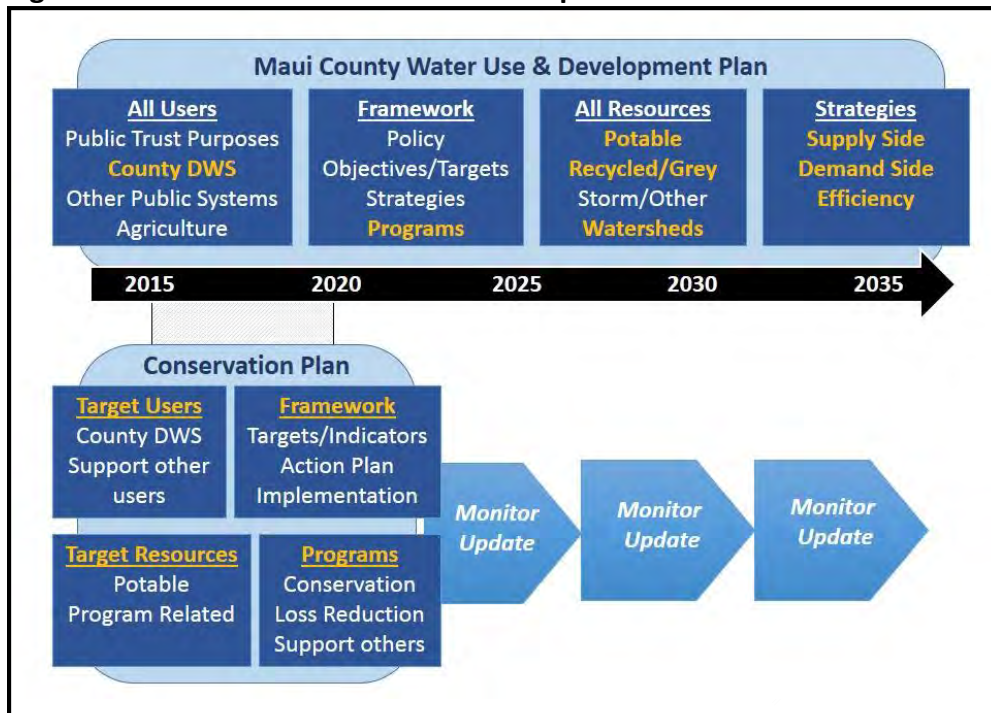 Maui County Water Use & Development Plan
All Users
Public Trust Purposes
County DWS
Other Public Systems
Agriculture
Framework
Policy
Objectives/Targets
Strategies
Programs
All Resources
Potable
Recycled/Grey
Storm/Other
Watersheds
Strategies
Supply Side
Demand Side
Efficiency
2015 2020 2025 2030 2035
Conservation Plan
Target Users
County DWS
Support other
users
Framework
Targets/Indicators
Action Plan
Implementation
Target Resources
Potable
Program Related
Programs
Conservation
Loss Reduction
Support others
Monitor
Update
Monitor
Update
Monitor
Update